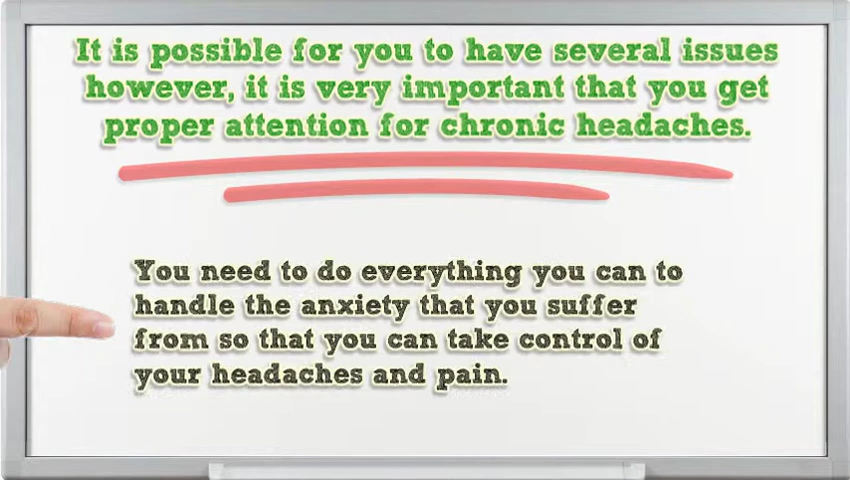 It is possible for you to have several issues
however, it is very important that you get
proper attention for chronic headaches.
You need to do everything you can to
handle the anxiety that you suffer
from so that you can take control of
your headaches and pain.